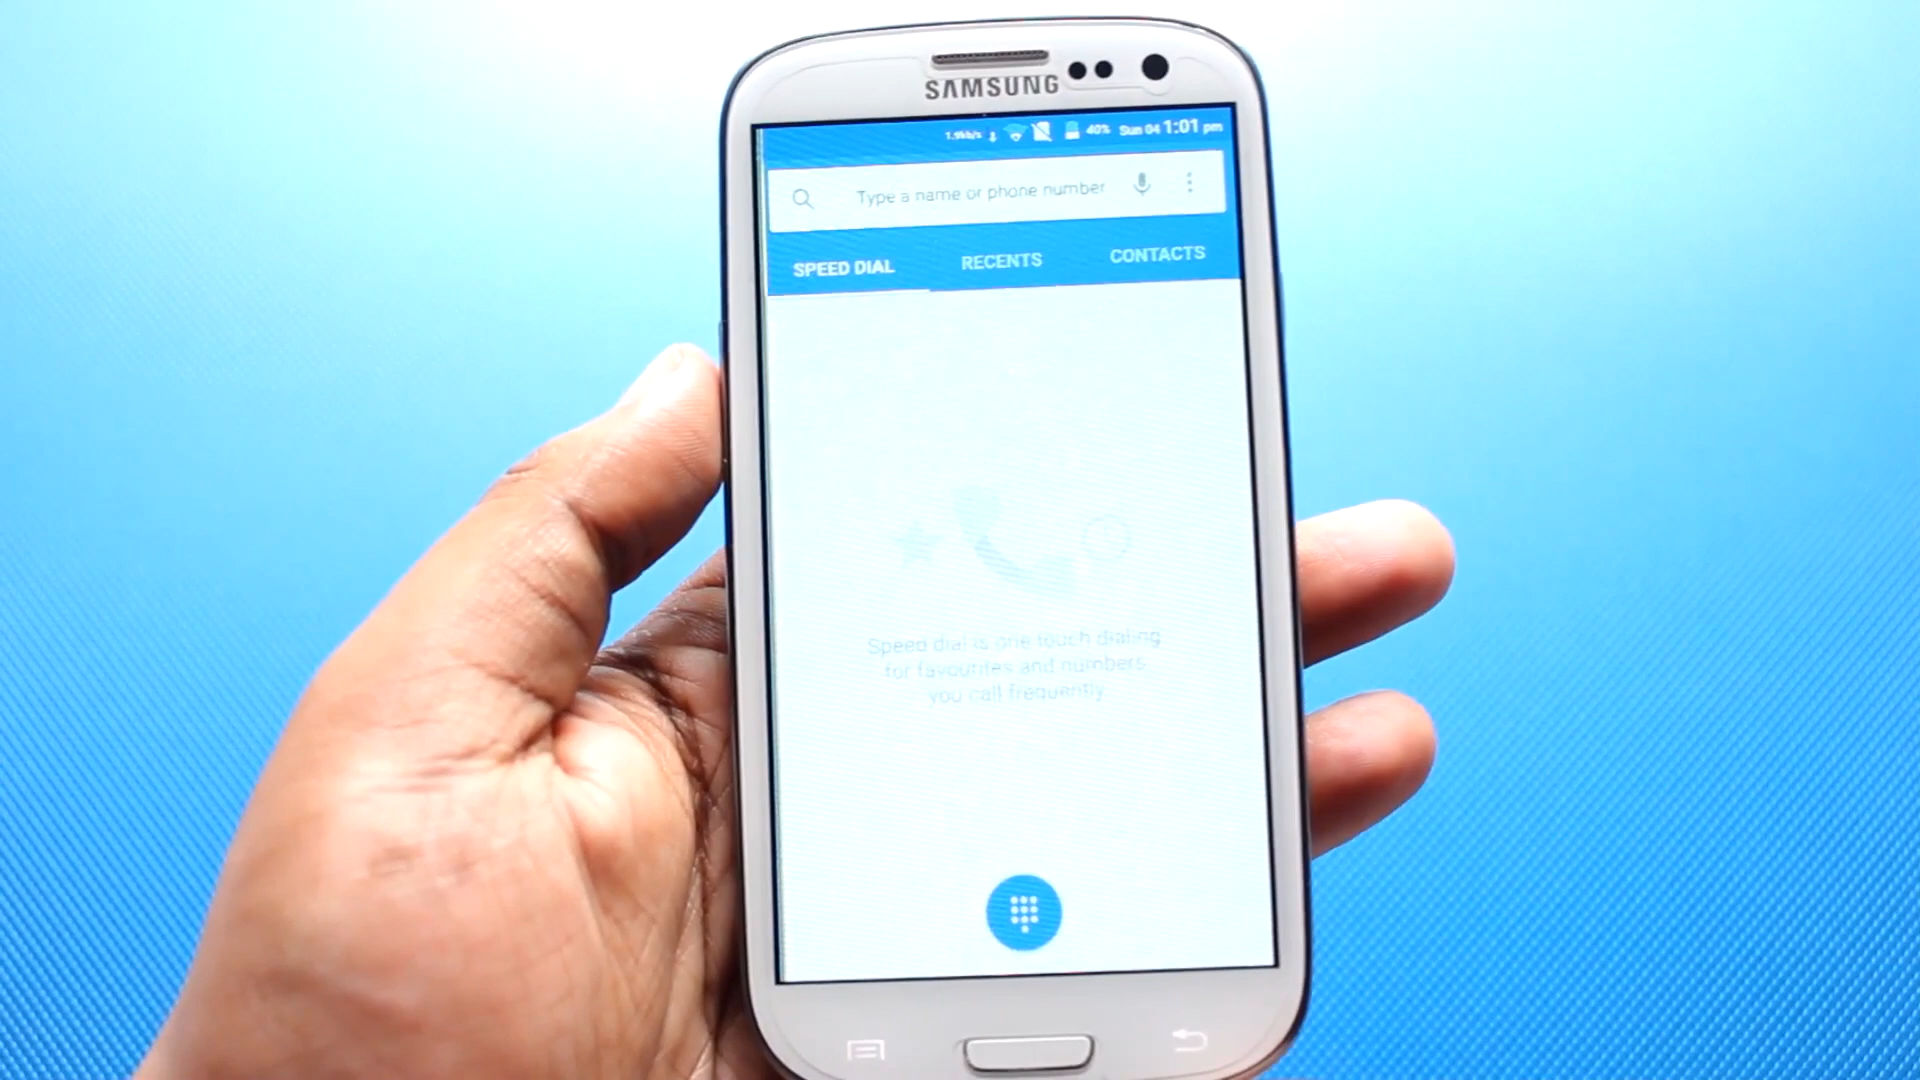 SAMSUNG
1.9kb/s 40% Sun 04 1:01 pm
Type a name or phone number
SPEED DIAL RECENTS CONTACTS
Speed dial is one touch dialing
for favourites and numbers
you call frequently.